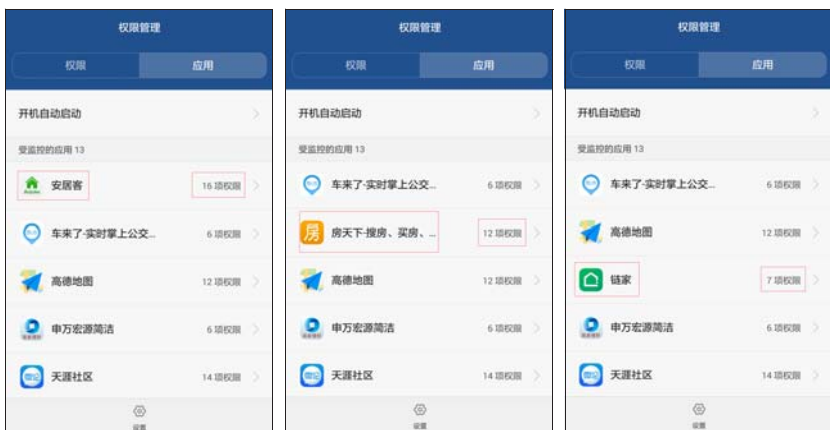 权限管理
权限 应用
开机自动启动
受监控的应用 13
安居客 16 项权限
车来了-实时掌上公交... 6 项权限
高德地图 12 项权限
申万宏源简洁 6 项权限
天涯社区 14 项权限
设置
权限管理
权限 应用
开机自动启动
受监控的应用 13
车来了-实时掌上公交... 6 项权限
房
房天下-搜房、买房、... 12 项权限
高德地图 12 项权限
申万宏源简洁 6 项权限
天涯社区 14 项权限
设置
权限管理
权限 应用
开机自动启动
受监控的应用 13
车来了-实时掌上公交... 6 项权限
高德地图 12 项权限
链家 7 项权限
申万宏源简洁 6 项权限
天涯社区 14 项权限
设置